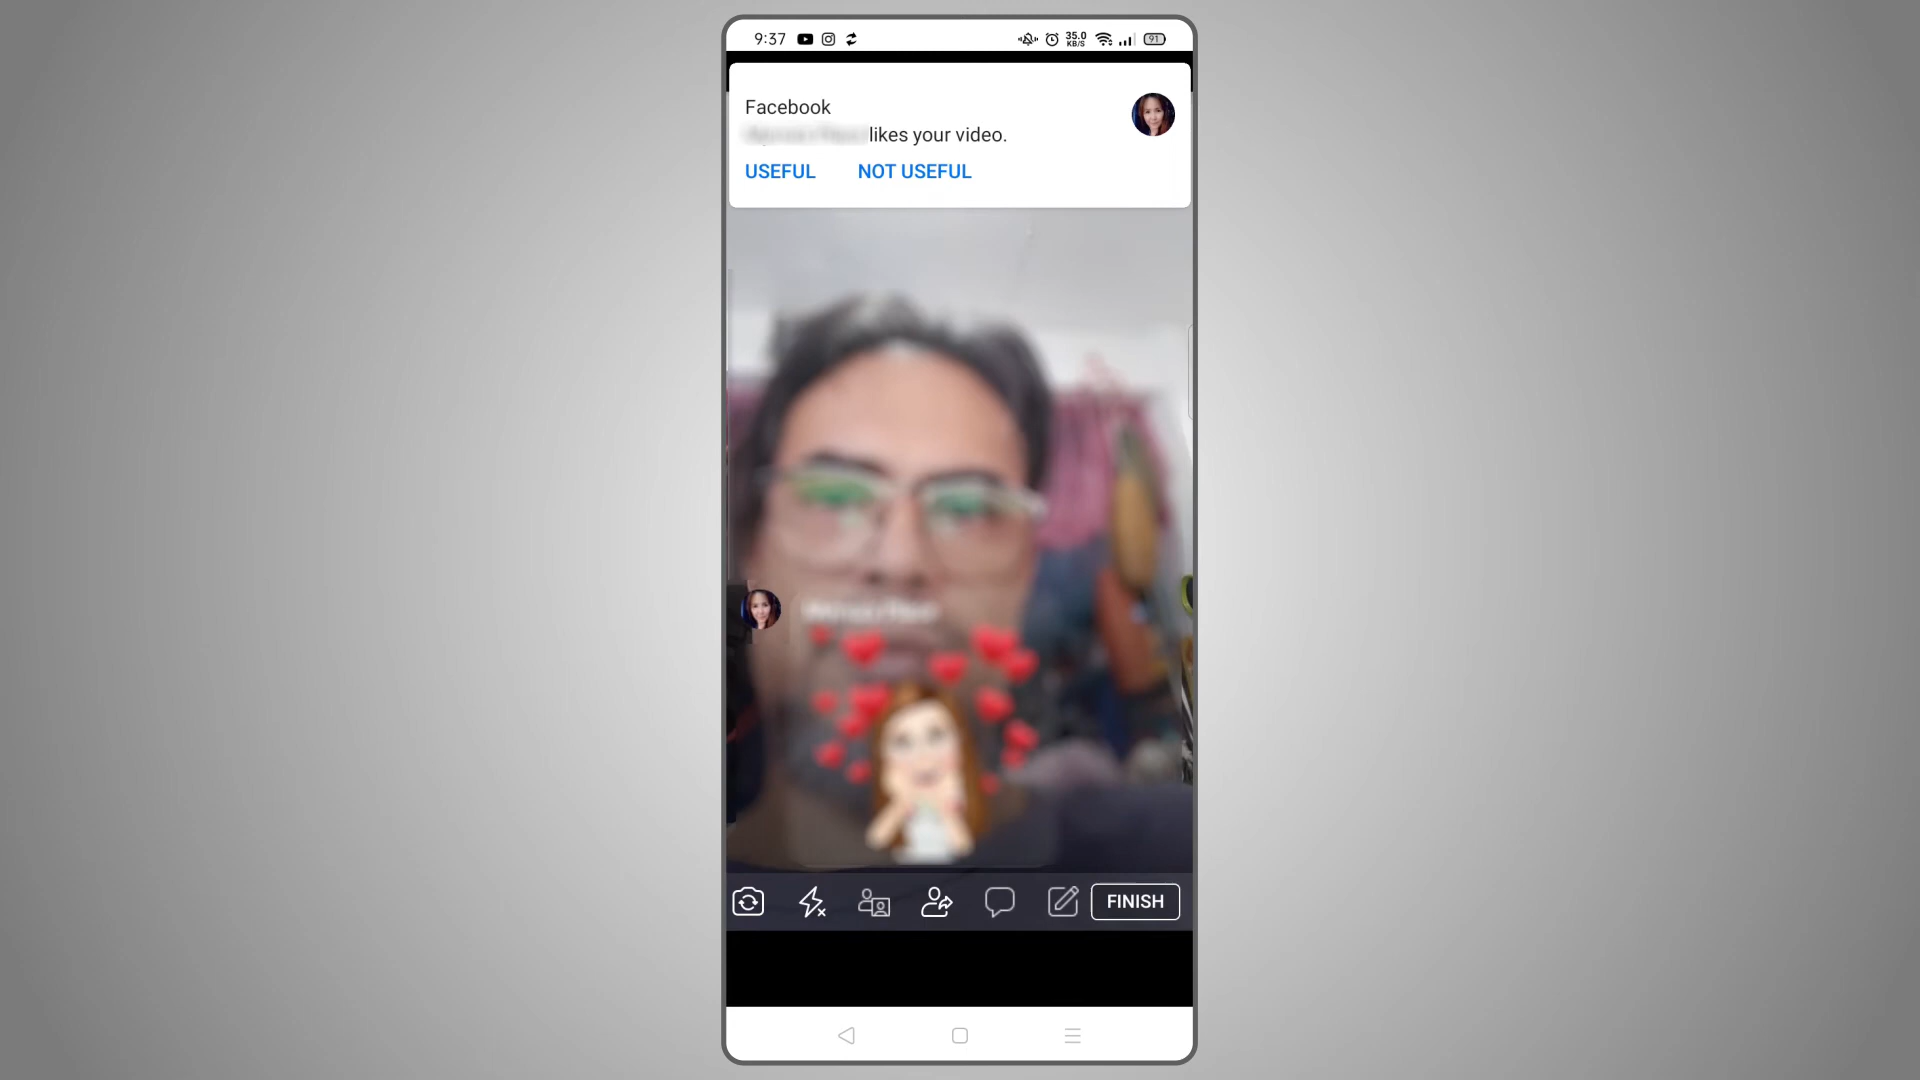 9:37 35.0 KB/S 91
Facebook
likes your video.
USEFUL NOT USEFUL
FINISH